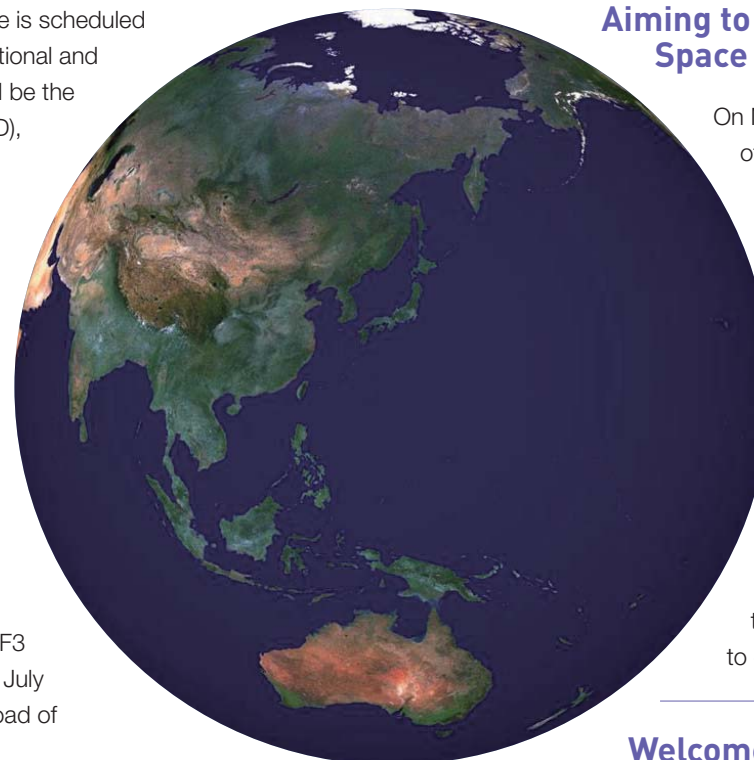 e is scheduled
tional and
be the
D),
F3
July
oad of
Aiming to
Space
On
o
t
to
Welcome